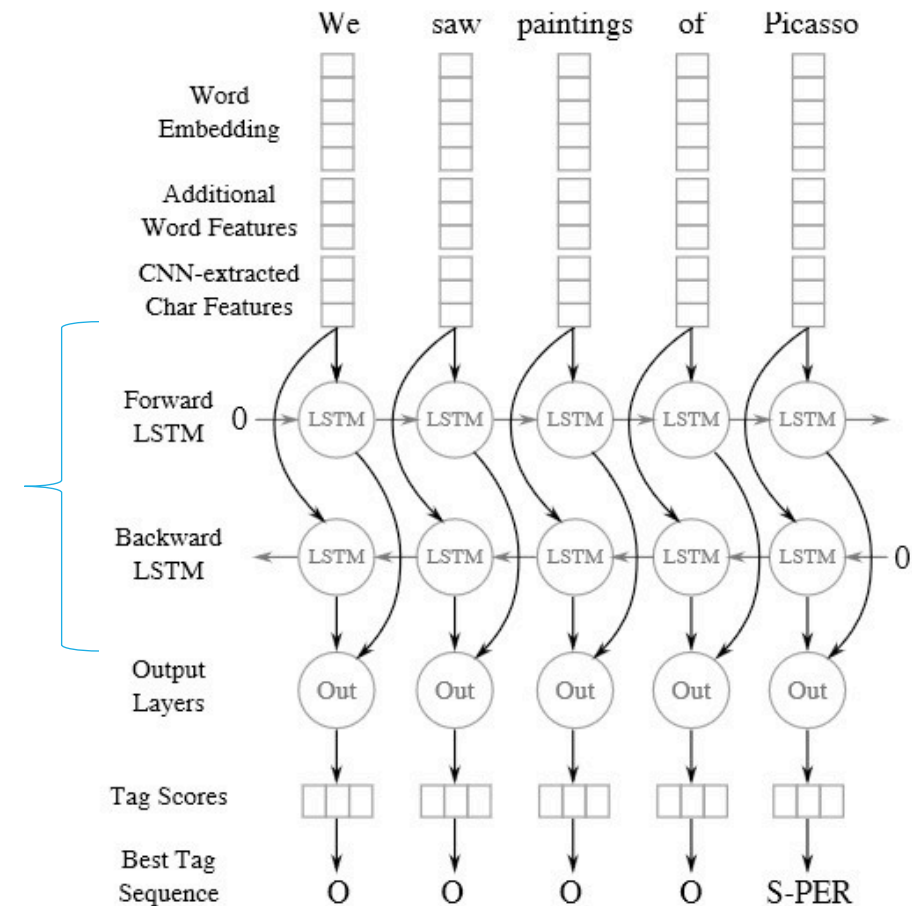 We saw paintings of Picasso
Word
Embedding
Additional
Word Features
CNN-extracted
Char Features
Forward
LSTM
0 LSTM LSTM LSTM LSTM LSTM
Backward
LSTM
LSTM LSTM LSTM LSTM LSTM 0
Output
Layers
Out Out Out Out Out
Tag Scores
Best Tag
Sequence
O O O O S-PER